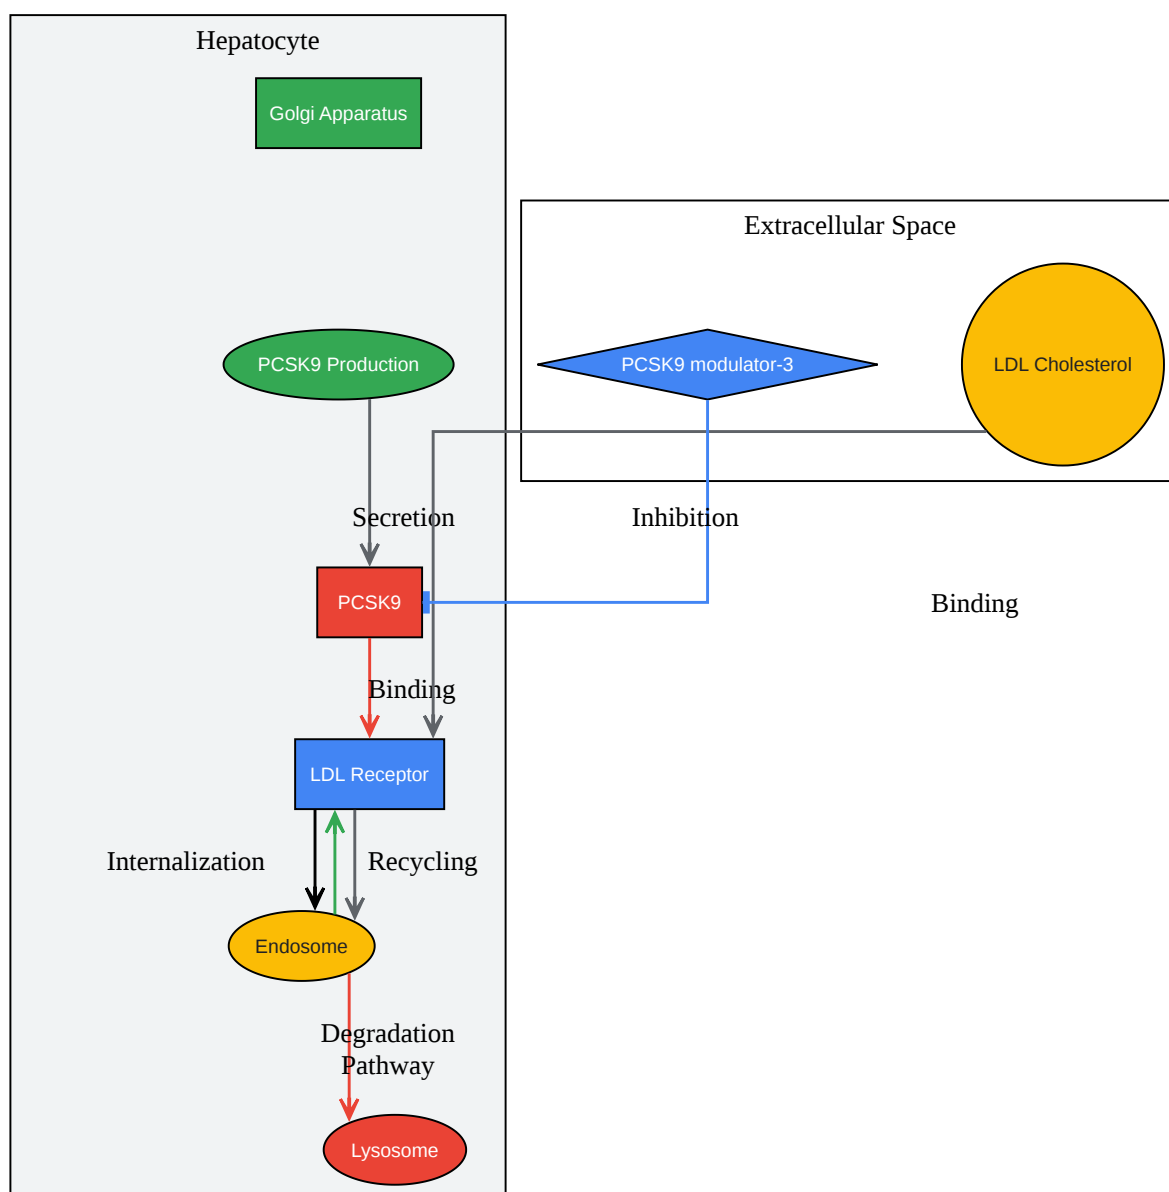 Hepatocyte
Golgi Apparatus
Extracellular Space
PCSK9 Production
PCSK9 modulator-3
LDL Cholesterol
Secretion
Inhibition
PCSK9
Binding
Binding
LDL Receptor
Internalization
Recycling
Endosome
Degradation
Pathway
Lysosome